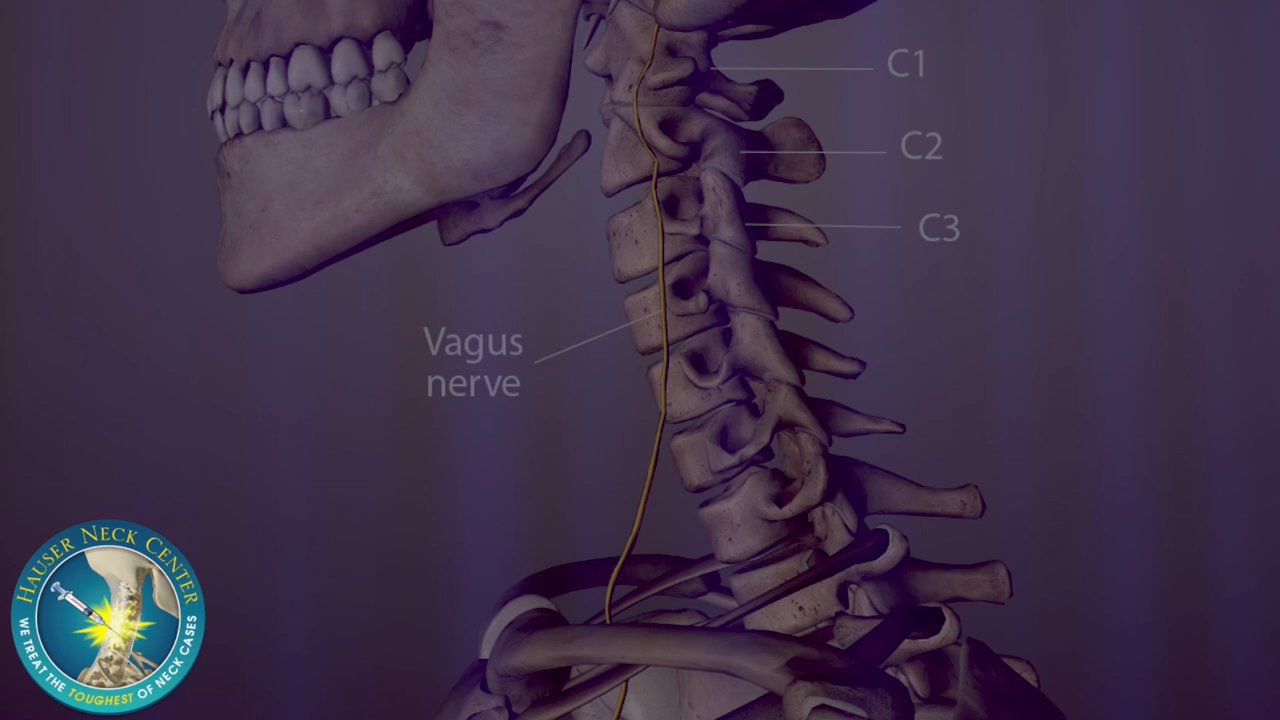 C1
C2
C3
Vagus
nerve
HAUSER NECK CENTER
WE TREAT THE TOUGHEST OF NECK CASES